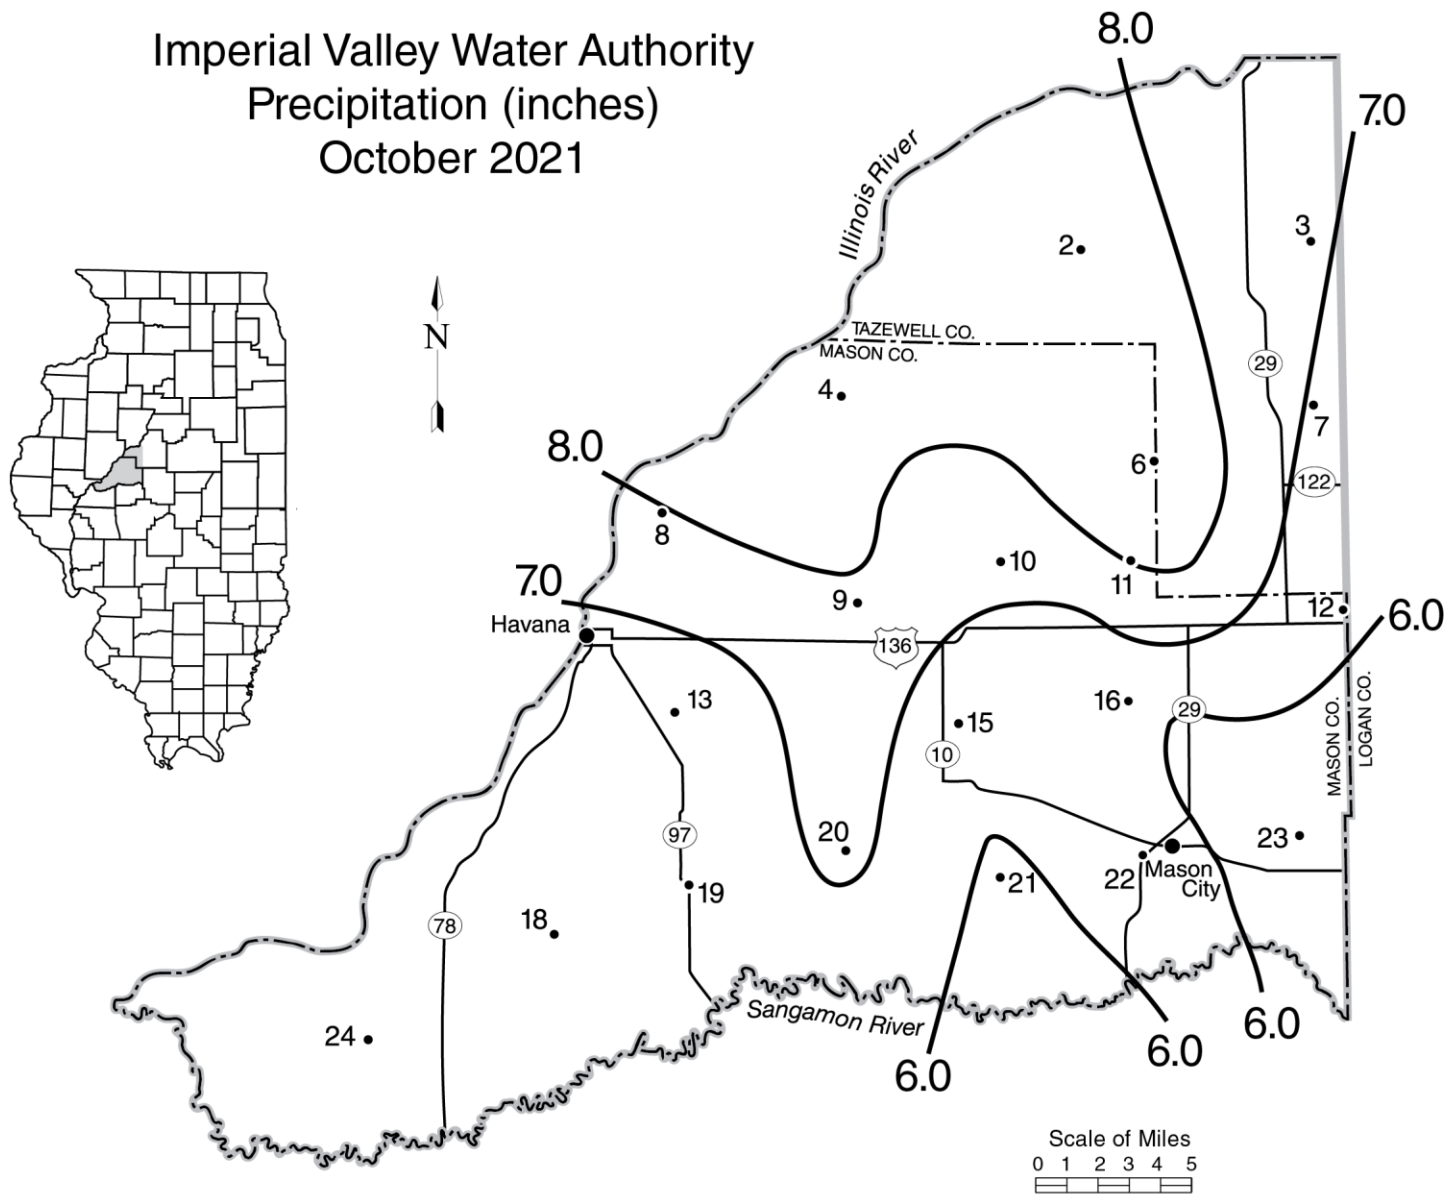 Imperial Valley Water Authority
Precipitation (inches)
October 2021
8.0
7.0
Illinois River
2
3
N
TAZEWELL CO.
MASON CO.
29
4
7
8.0
6
122
8
10
11
7.0
9
12
Havana
6.0
136
13
16
29
15
10
MASON CO.
LOGAN CO.
97
20
23
19
21
22
Mason
City
18
78
Sangamon River
24
6.0
6.0
6.0
Scale of Miles
0 1 2 3 4 5